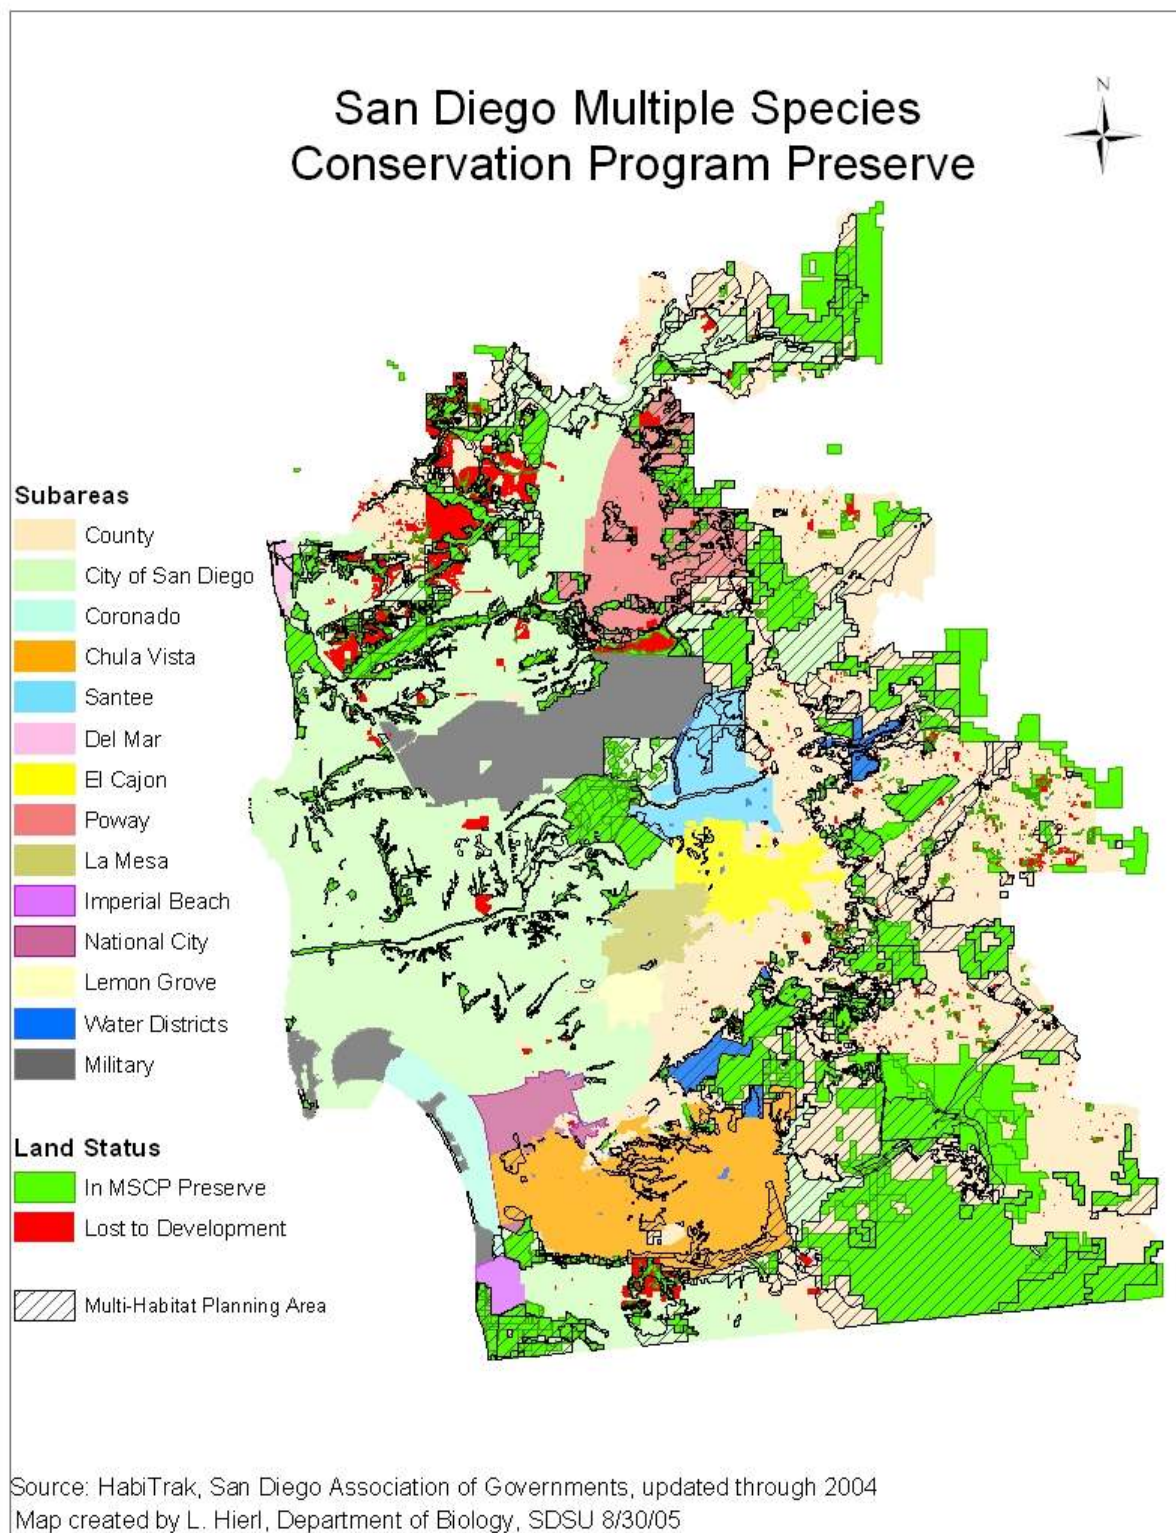 N
San Diego Multiple Species
Conservation Program Preserve
Subareas
County
City of San Diego
Coronado
Chula Vista
Santee
Del Mar
El Cajon
Poway
La Mesa
Imperial Beach
National City
Lemon Grove
Water Districts
Military
Land Status
In MSCP Preserve
Lost to Development
Multi-Habitat Planning Area
Source: HabiTrak, San Diego Association of Governments, updated through 2004
Map created by L. Hierl, Department of Biology, SDSU 8/30/05